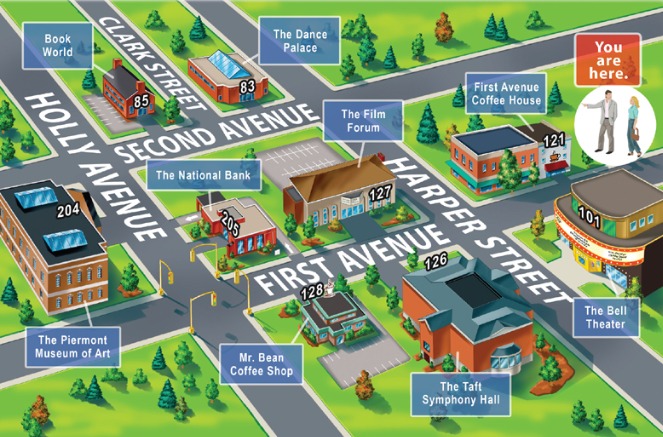 Book
World
CLARK STREET
The Dance
Palace
83
85
You
are
here.
First Avenue
Coffee House
121
HOLLY AVENUE
SECOND AVENUE
The Film
Forum
The National Bank
HARPER STREET
127
204
205
101
FIRST AVENUE
126
128
The Piermont
Museum of Art
Mr. Bean
Coffee Shop
The Taft
Symphony Hall
The Bell
Theater